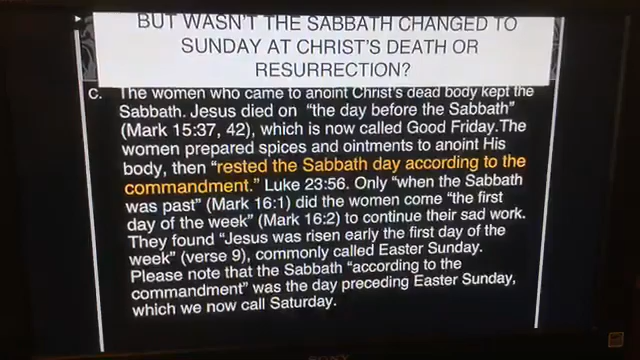 BUT WASN'T THE SABBATH CHANGED TO
SUNDAY AT CHRIST'S DEATH OR
RESURRECTION?
C. The women who came to anoint Christ's dead body kept the
Sabbath. Jesus died on "the day before the Sabbath"
(Mark 15:37, 42), which is now called Good Friday.The
women prepared spices and ointments to anoint His
body, then "rested the Sabbath day according to the
commandment." Luke 23:56. Only "when the Sabbath
was past" (Mark 16:1) did the women come "the first
day of the week" (Mark 16:2) to continue their sad work.
They found "Jesus was risen early the first day of the
week" (verse 9), commonly called Easter Sunday.
Please note that the Sabbath "according to the
commandment" was the day preceding Easter Sunday,
which we now call Saturday.
SONY